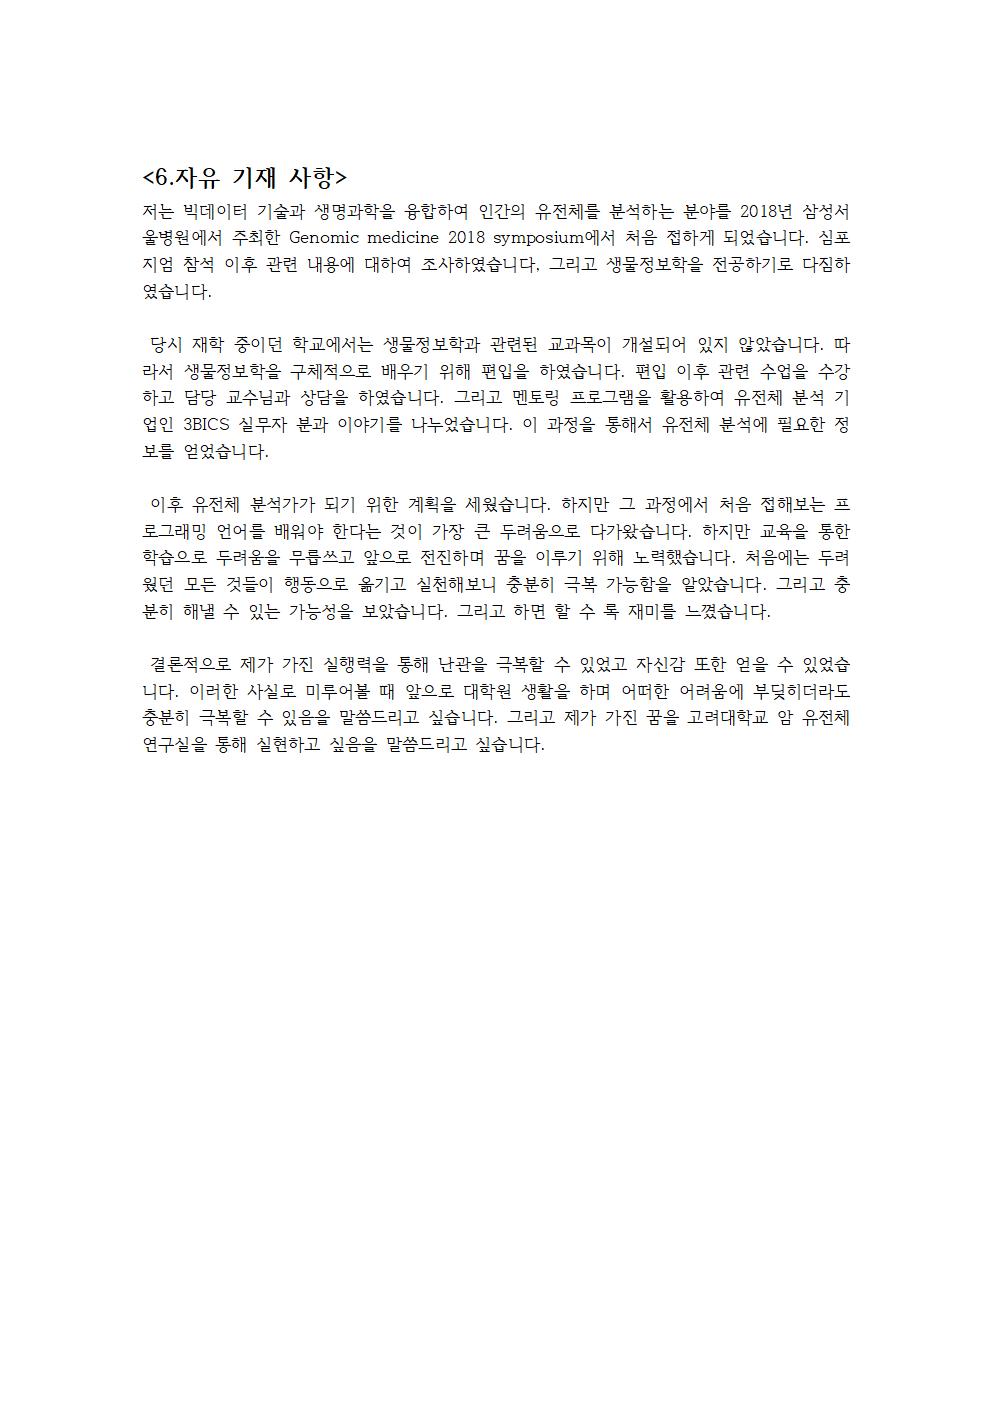 <6.자유 기재 사항>
저는 빅데이터 기술과 생명과학을 융합하여 인간의 유전체를 분석하는 분야를 2018년 삼성서
울병원에서 주최한 Genomic medicine 2018 symposium에서 처음 접하게 되었습니다. 심포
지엄 참석 이후 관련 내용에 대하여 조사하였습니다, 그리고 생물정보학을 전공하기로 다짐하
였습니다.
당시 재학 중이던 학교에서는 생물정보학과 관련된 교과목이 개설되어 있지 않았습니다. 따
라서 생물정보학을 구체적으로 배우기 위해 편입을 하였습니다. 편입 이후 관련 수업을 수강
하고 담당 교수님과 상담을 하였습니다. 그리고 멘토링 프로그램을 활용하여 유전체 분석 기
업인 3BICS 실무자 분과 이야기를 나누었습니다. 이 과정을 통해서 유전체 분석에 필요한 정
보를 얻었습니다.
이후 유전체 분석가가 되기 위한 계획을 세웠습니다. 하지만 그 과정에서 처음 접해보는 프
로그래밍 언어를 배워야 한다는 것이 가장 큰 두려움으로 다가왔습니다. 하지만 교육을 통한
학습으로 두려움을 무릅쓰고 앞으로 전진하며 꿈을 이루기 위해 노력했습니다. 처음에는 두려
웠던 모든 것들이 행동으로 옮기고 실천해보니 충분히 극복 가능함을 알았습니다. 그리고 충
분히 해낼 수 있는 가능성을 보았습니다. 그리고 하면 할 수 록 재미를 느꼈습니다.
결론적으로 제가 가진 실행력을 통해 난관을 극복할 수 있었고 자신감 또한 얻을 수 있었습
니다. 이러한 사실로 미루어볼 때 앞으로 대학원 생활을 하며 어떠한 어려움에 부딪히더라도
충분히 극복할 수 있음을 말씀드리고 싶습니다. 그리고 제가 가진 꿈을 고려대학교 암 유전체
연구실을 통해 실현하고 싶음을 말씀드리고 싶습니다.